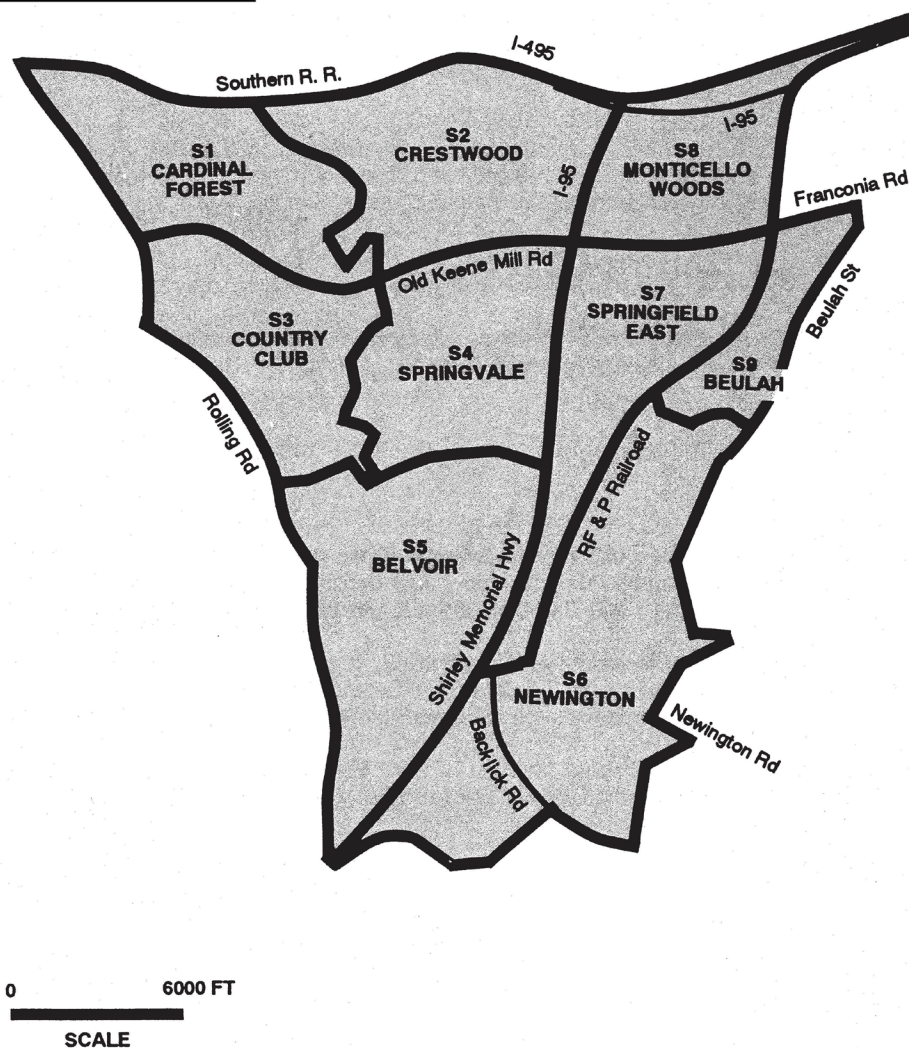 I-495
Southern R. R.
I-95
S1
CARDINAL
FOREST
S2
CRESTWOOD
I-95
S8
MONTICELLO
WOODS
Franconia Rd
Old Keene Mill Rd
Beulah St
S3
COUNTRY
CLUB
S4
SPRINGVALE
S7
SPRINGFIELD
EAST
S9
BEULAH
Rolling Rd
RF & P Railroad
S5
BELVOIR
Shirley Memorial Hwy
S6
NEWINGTON
Backlick Rd
Newington Rd
0 6000 FT
SCALE